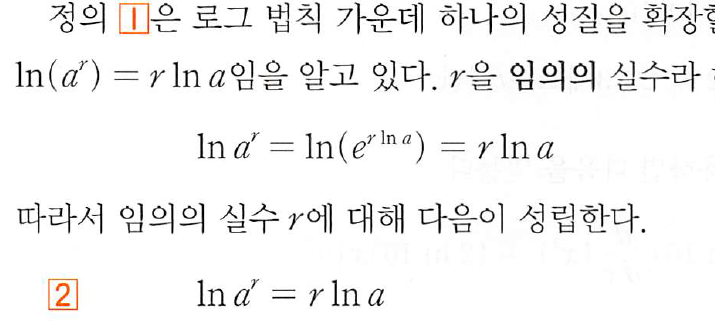 정의 1은 로그 법칙 가운데 하나의 성질을 확장
ln(a^r) = r ln a임을 알고 있다. r을 임의의 실수라
ln a^r = ln(e^{r ln a}) = r ln a
따라서 임의의 실수 r에 대해 다음이 성립한다.
2 ln a^r = r ln a